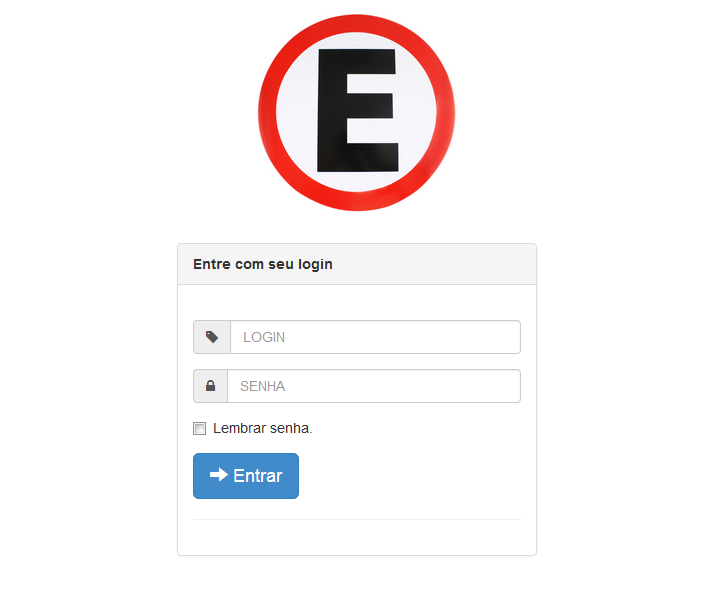 E
Entre com seu login
LOGIN
SENHA
Lembrar senha.
Entrar